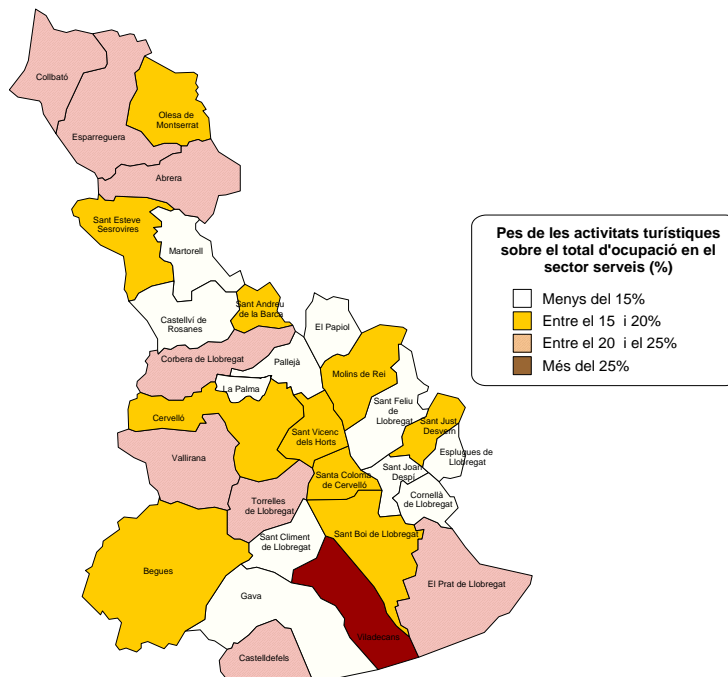 Collbató
Olesa de
Montserrat
Esparreguera
Abrera
Sant Esteve
Sesrovires
Martorell
Pes de les activitats turístiques
sobre el total d'ocupació en el
sector serveis (%)
Menys del 15%
Entre el 15 i 20%
Entre el 20 i el 25%
Més del 25%
Sant Andreu
de la Barca
Castellví de
Rosanes
El Papiol
Corbera de Llobregat
Pallejà
Molins de Rei
La Palma
Sant Feliu
de
Llobregat
Cervelló
Sant Just
Desvern
Sant Vicenc
dels Horts
Esplugues de
Llobregat
Vallirana
Sant Joan
Despí
Santa Coloma
de Cervelló
Cornellà
de Llobregat
Torrelles
de Llobregat
Sant Climent
de Llobregat
Sant Boi de Llobregat
Begues
El Prat de Llobregat
Gava
Viladecans
Castelldefels